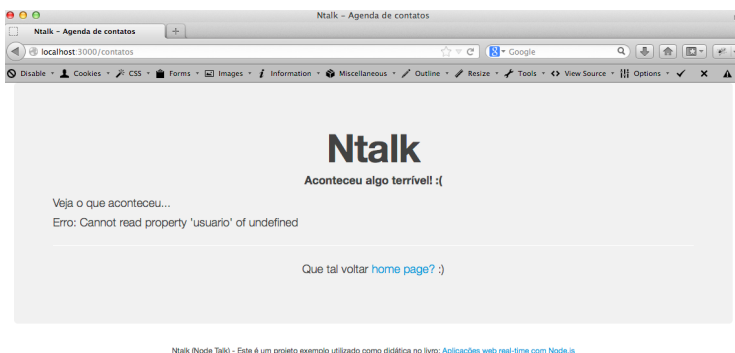 Ntalk – Agenda de contatos
Ntalk – Agenda de contatos
localhost:3000/contatos
Google
Disable Cookies CSS Forms Images Information Miscellaneous Outline Resize Tools View Source Options
Ntalk
Aconteceu algo terrível! :(
Veja o que aconteceu...
Erro: Cannot read property 'usuario' of undefined
Que tal voltar home page? :)
Ntalk (Node Talk) - Este é um projeto exemplo utilizado como didática no livro: Aplicações web real-time com Node.js